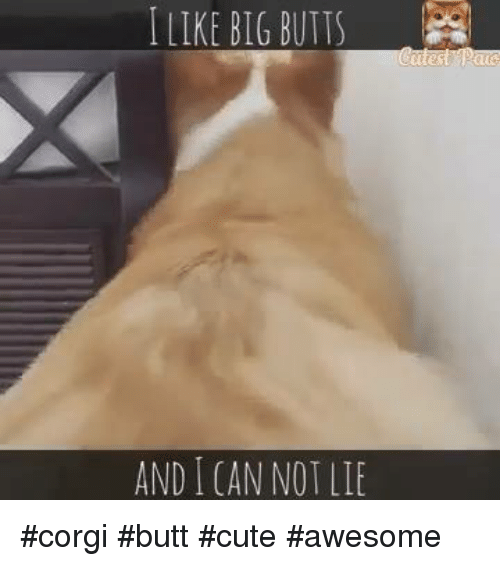 I LIKE BIG BUTTS
Cutest Paw
AND I CAN NOT LIE
#corgi #butt #cute #awesome